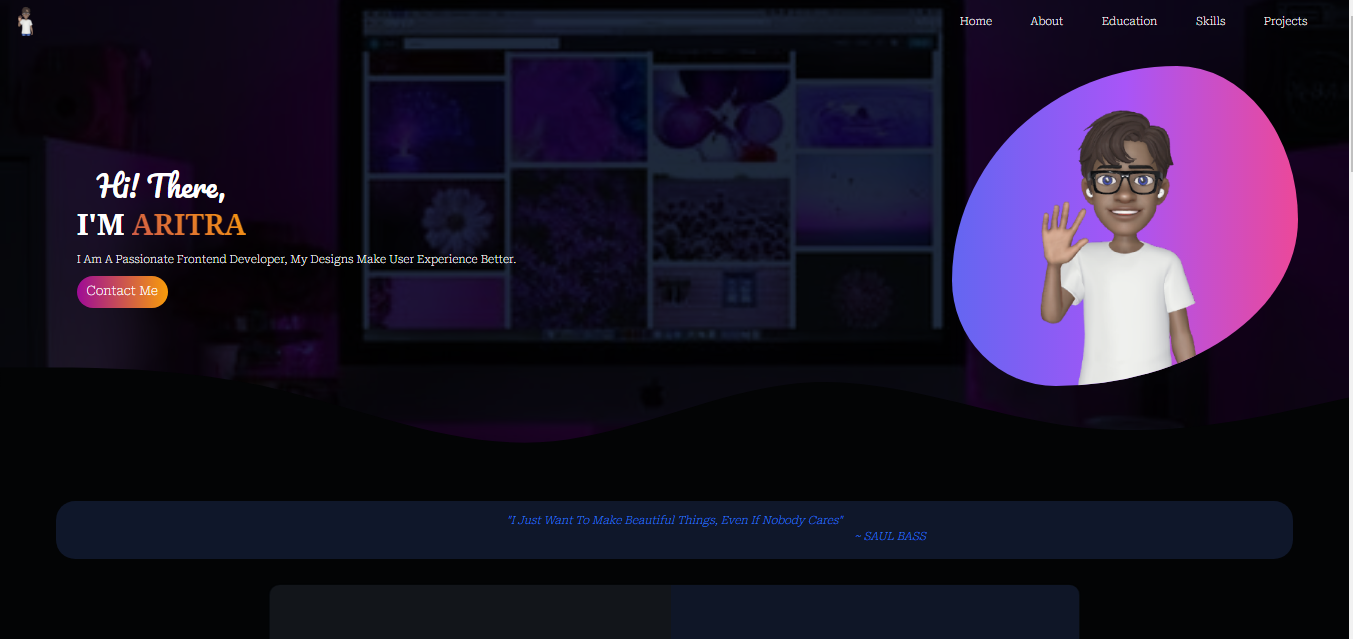 Home About Education Skills Projects
Hi! There,
I'M ARITRA
I Am A Passionate Frontend Developer, My Designs Make User Experience Better.
Contact Me
"I Just Want To Make Beautiful Things, Even If Nobody Cares"
~ SAUL BASS